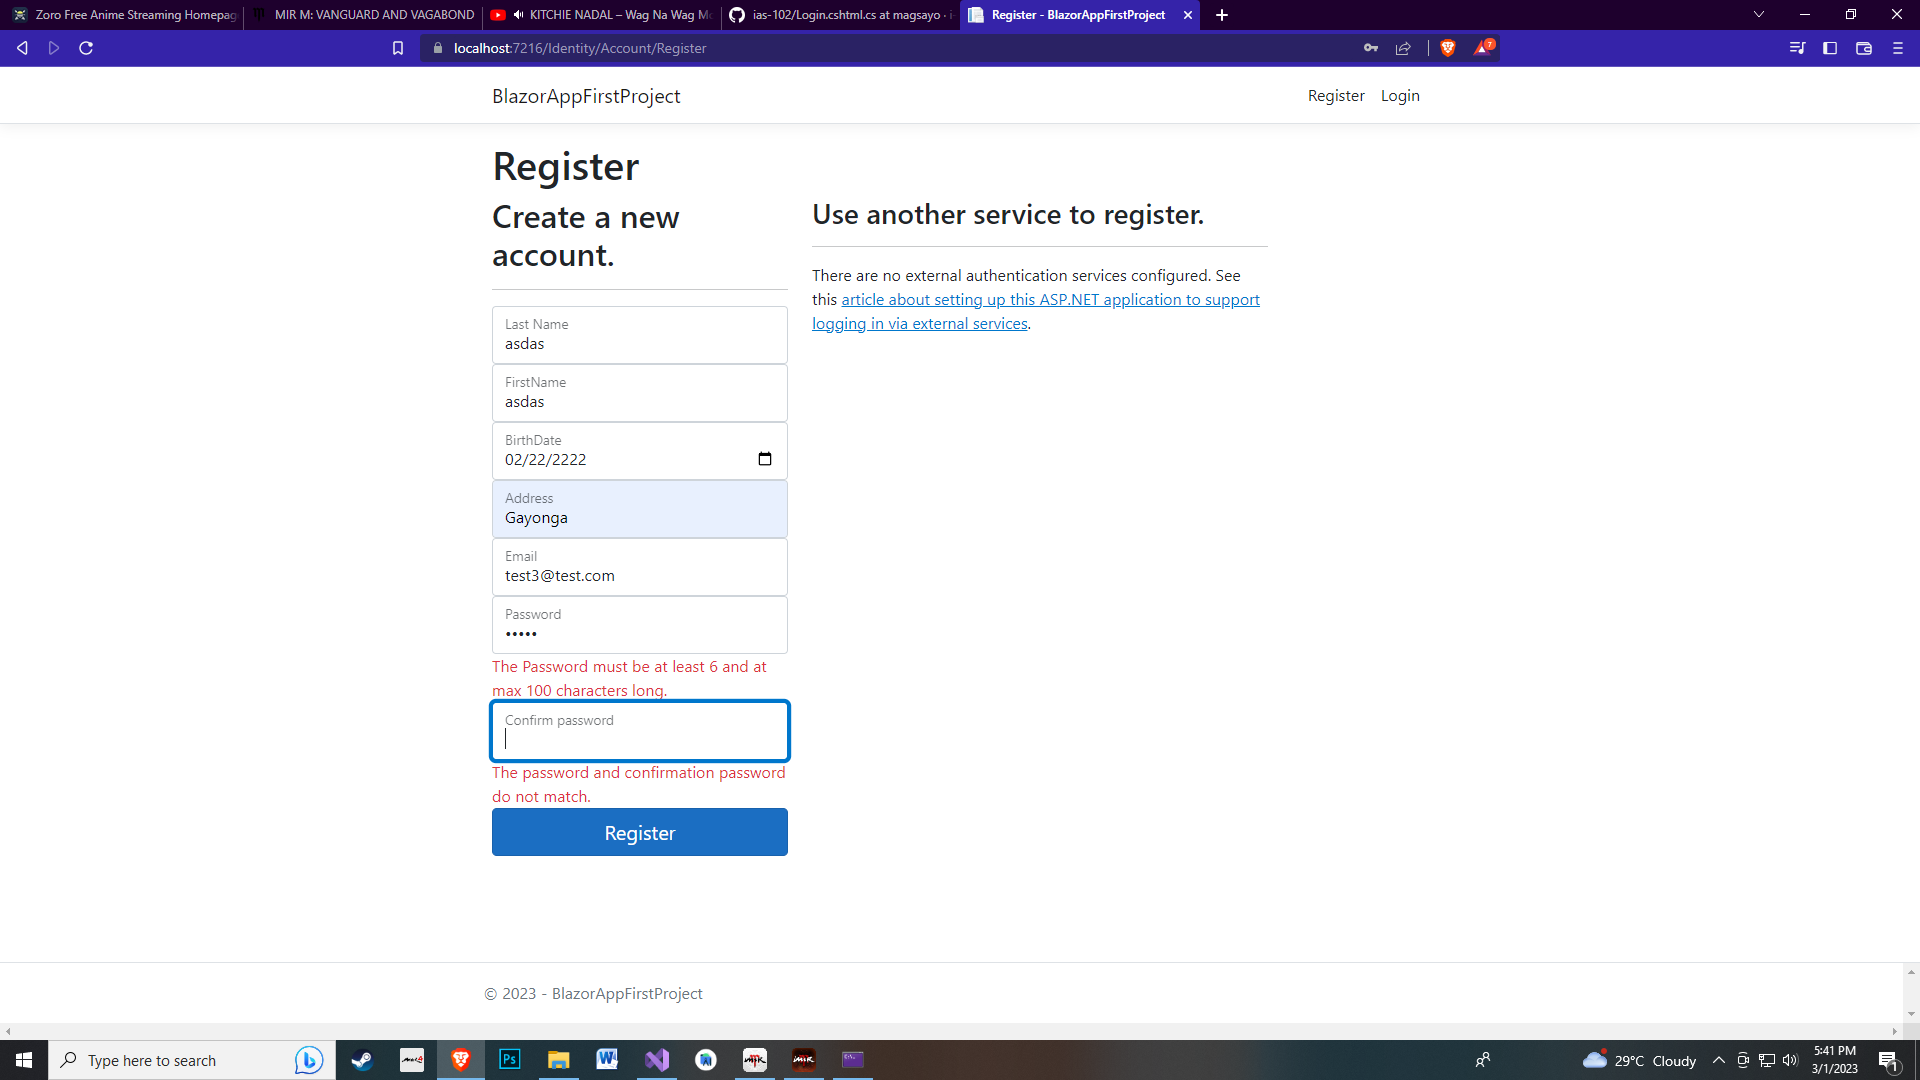 Zoro Free Anime Streaming Homepag
MIR M: VANGUARD AND VAGABOND
KITCHIE NADAL – Wag Na Wag Mo
ias-102/Login.cshtml.cs at magsayo · i
Register - BlazorAppFirstProject
localhost:7216/Identity/Account/Register
7
BlazorAppFirstProject
Register
Login
Register
Create a new
account.
Last Name
asdas
FirstName
asdas
BirthDate
02/22/2222
Address
Gayonga
Email
test3@test.com
Password
•••••
The Password must be at least 6 and at
max 100 characters long.
Confirm password
The password and confirmation password
do not match.
Register
Use another service to register.
There are no external authentication services configured. See
this article about setting up this ASP.NET application to support
logging in via external services.
© 2023 - BlazorAppFirstProject
Type here to search
Ps
29°C Cloudy
5:41 PM
3/1/2023
1